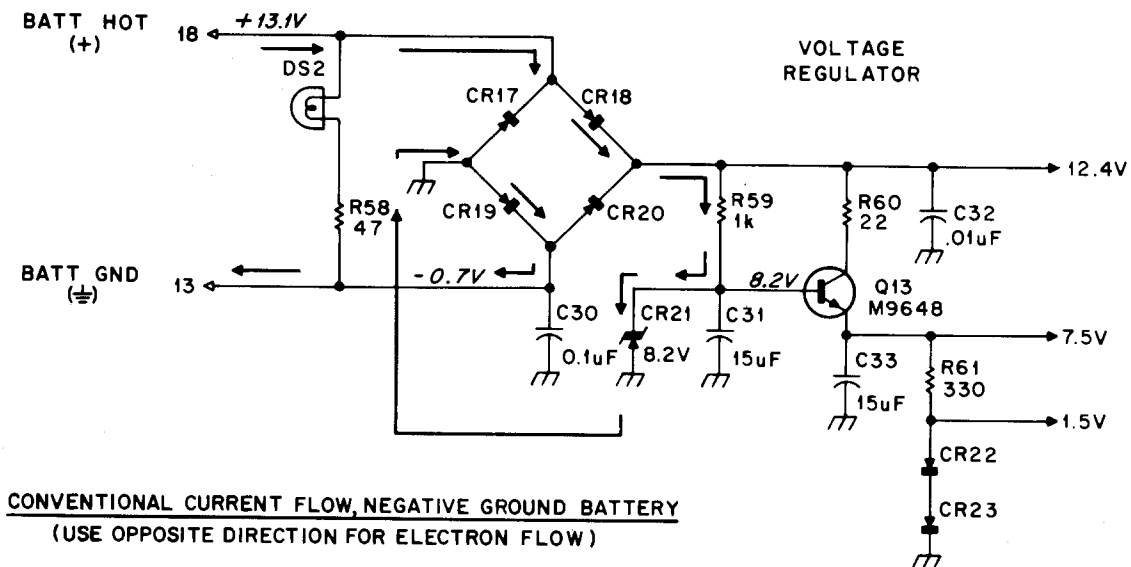 BATT HOT
(+)
18
+13.1V
DS2
VOLTAGE
REGULATOR
CR17
CR18
CR19
CR20
R58
47
R59
1k
R60
22
C32
.01uF
12.4V
BATT GND
(⏚)
13
-0.7V
C30
0.1uF
CR21
8.2V
C31
15uF
8.2V
Q13
M9648
7.5V
C33
15uF
R61
330
1.5V
CR22
CR23
CONVENTIONAL CURRENT FLOW, NEGATIVE GROUND BATTERY
(USE OPPOSITE DIRECTION FOR ELECTRON FLOW)